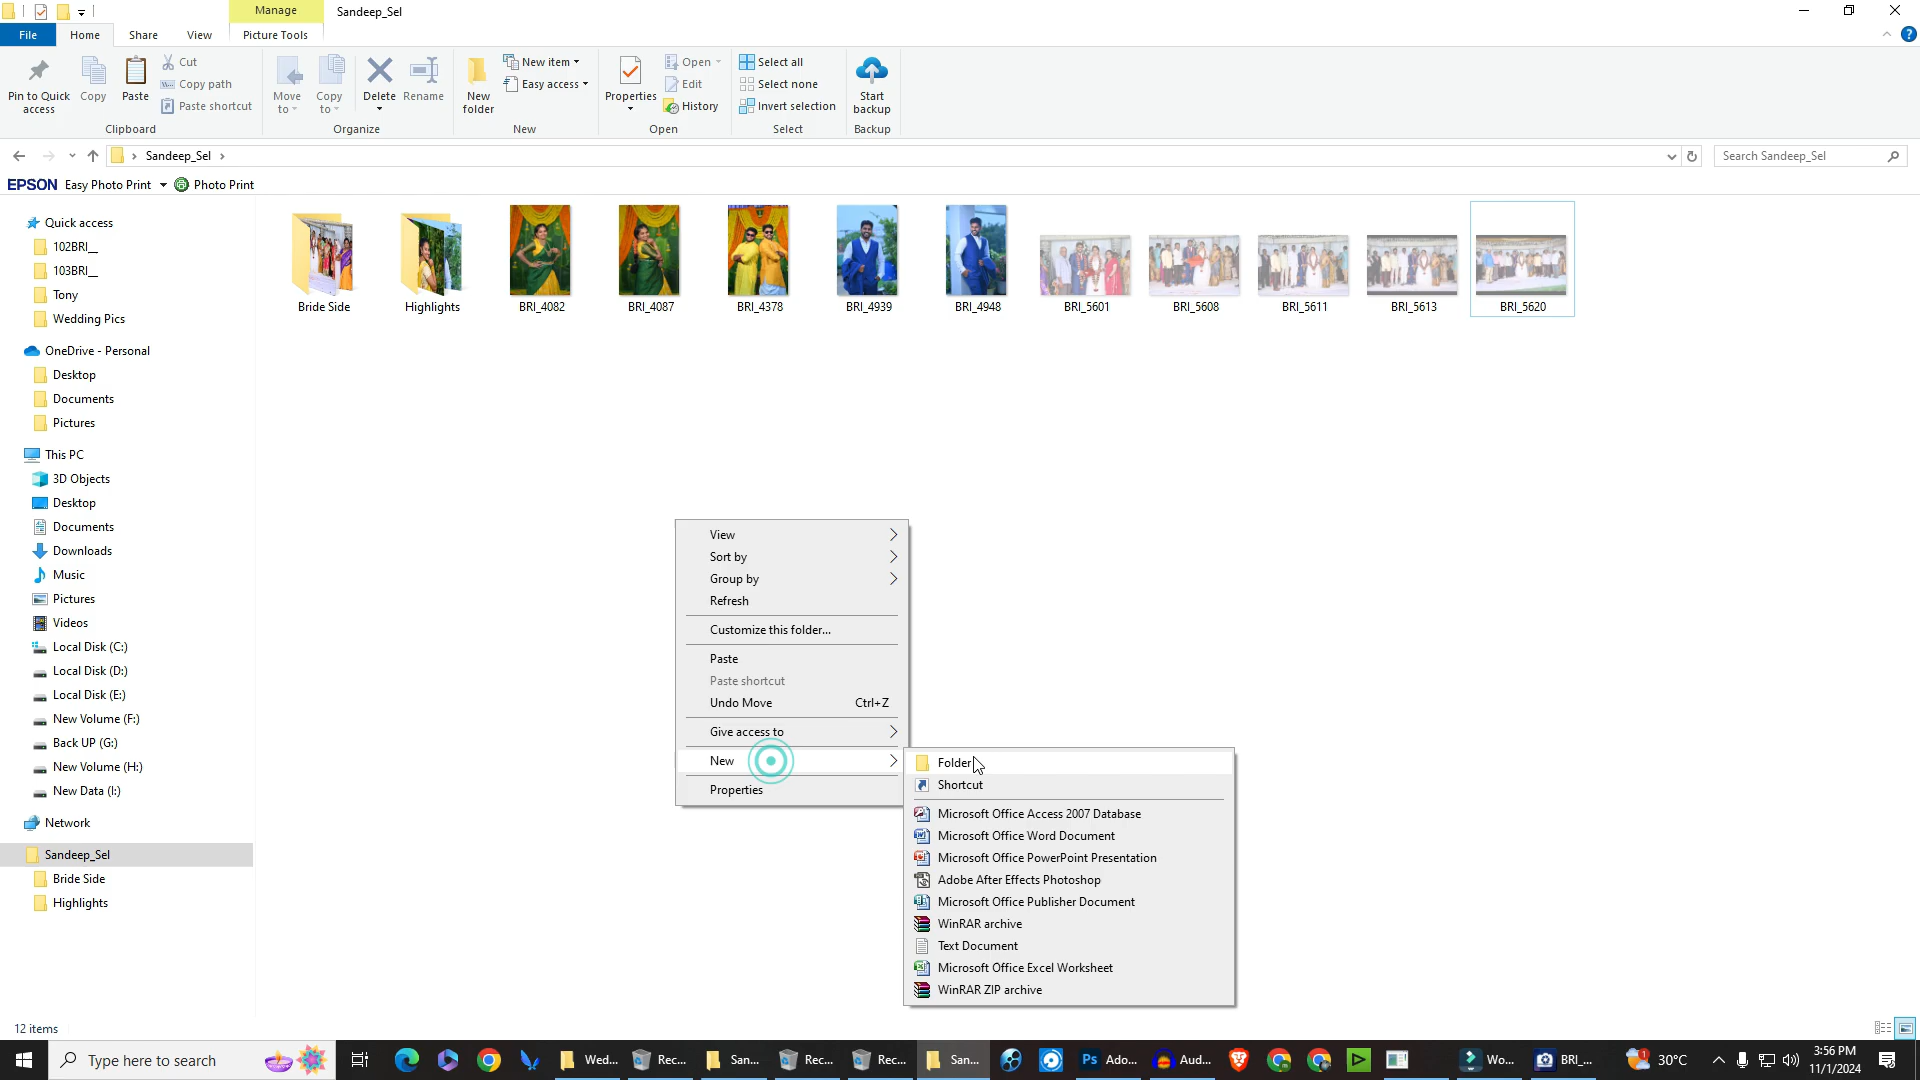 Manage
Sandeep_Sel
File
Home
Share
View
Picture Tools
Pin to Quick access
Copy
Paste
Cut
Copy path
Paste shortcut
Clipboard
Move to
Copy to
Delete
Rename
Organize
New folder
New item
Easy access
New
Properties
Open
Edit
History
Open
Select all
Select none
Invert selection
Select
Start backup
Backup
Sandeep_Sel
Search Sandeep_Sel
EPSON Easy Photo Print
Photo Print
Quick access
102BRI__
103BRI__
Tony
Wedding Pics
OneDrive - Personal
Desktop
Documents
Pictures
This PC
3D Objects
Desktop
Documents
Downloads
Music
Pictures
Videos
Local Disk (C:)
Local Disk (D:)
Local Disk (E:)
New Volume (F:)
Back UP (G:)
New Volume (H:)
New Data (I:)
Network
Sandeep_Sel
Bride Side
Highlights
Bride Side
Highlights
BRI_4082
BRI_4087
BRI_4378
BRI_4939
BRI_4948
BRI_5601
BRI_5608
BRI_5611
BRI_5613
BRI_5620
View
Sort by
Group by
Refresh
Customize this folder...
Paste
Paste shortcut
Undo Move Ctrl+Z
Give access to
New
Properties
Folder
Shortcut
Microsoft Office Access 2007 Database
Microsoft Office Word Document
Microsoft Office PowerPoint Presentation
Adobe After Effects Photoshop
Microsoft Office Publisher Document
WinRAR archive
Text Document
Microsoft Office Excel Worksheet
WinRAR ZIP archive
12 items
Type here to search
Wed...
Rec...
San...
Rec...
Rec...
San...
Ps
Ado...
Aud...
Wo...
BRI_...
1
30°C
3:56 PM
11/1/2024